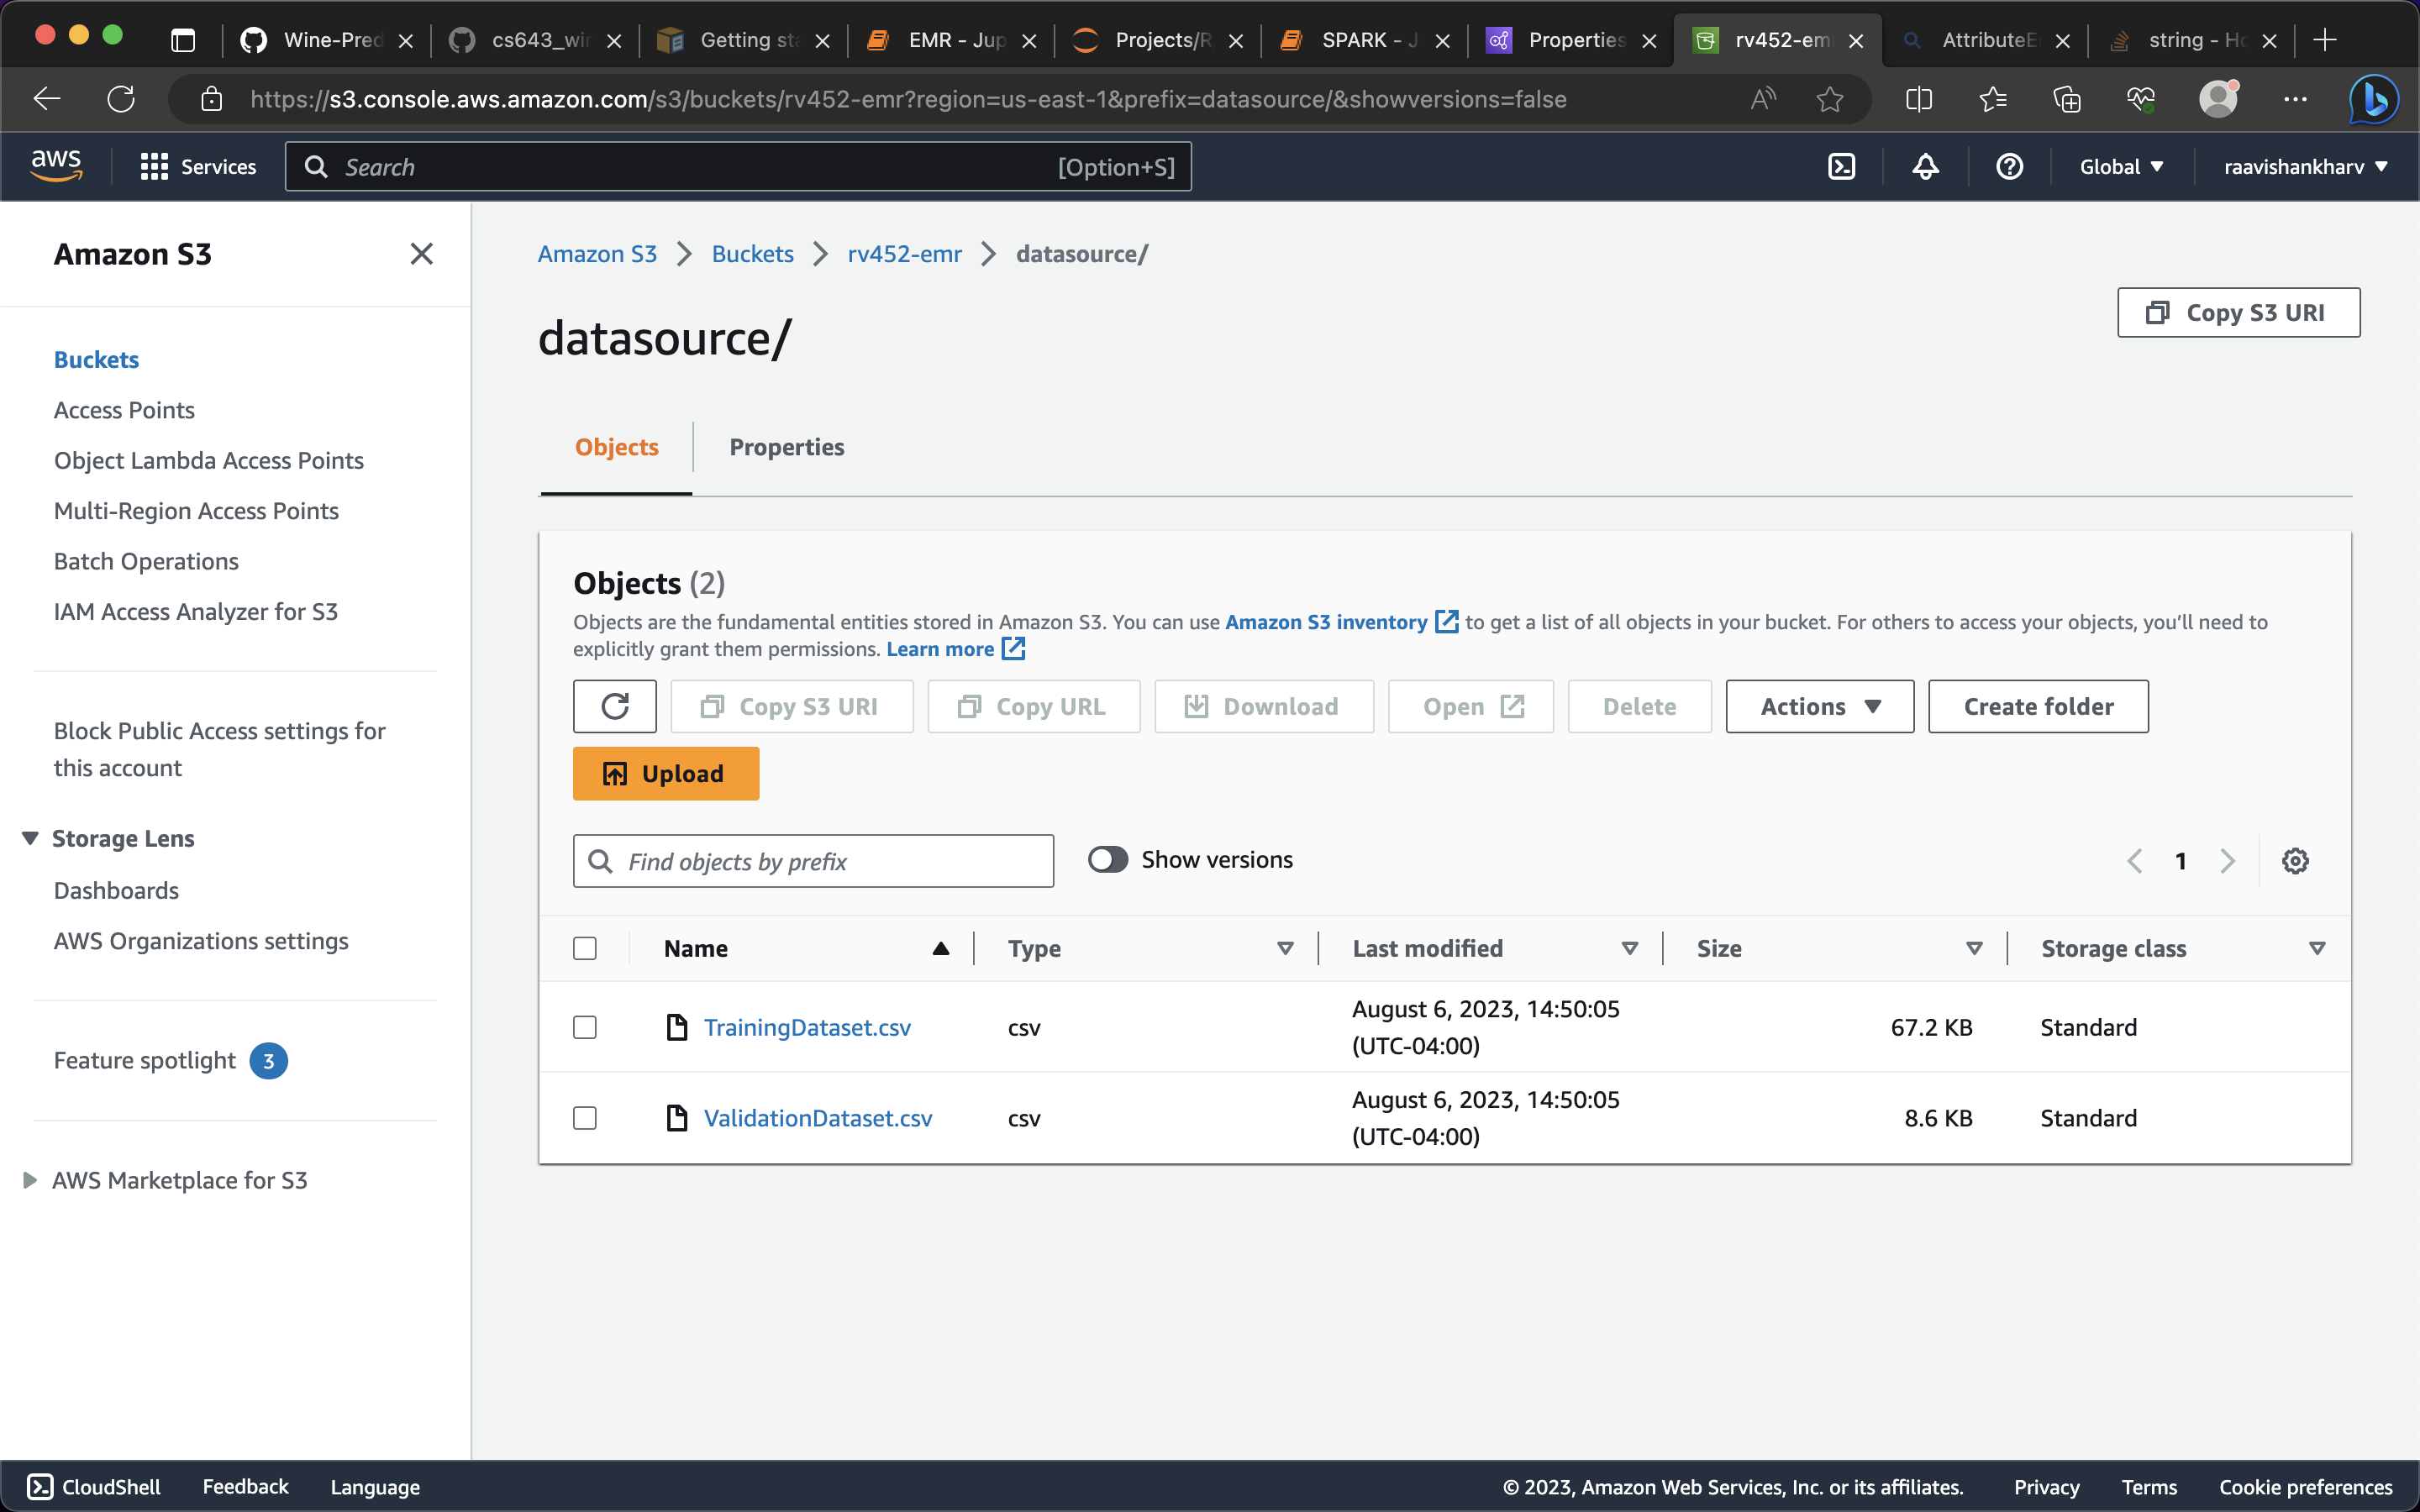 Wine-Pred
cs643_wir
Getting sta
EMR - Jup
Projects/R
SPARK - J
Properties
rv452-em
AttributeE
string - Ho
https://s3.console.aws.amazon.com/s3/buckets/rv452-emr?region=us-east-1&prefix=datasource/&showversions=false
aws
Services
Search
[Option+S]
Global
raavishankharv
Amazon S3
Buckets
Access Points
Object Lambda Access Points
Multi-Region Access Points
Batch Operations
IAM Access Analyzer for S3
Block Public Access settings for
this account
Storage Lens
Dashboards
AWS Organizations settings
Feature spotlight 3
AWS Marketplace for S3
Amazon S3 > Buckets > rv452-emr > datasource/
datasource/
Copy S3 URI
Objects
Properties
Objects (2)
Objects are the fundamental entities stored in Amazon S3. You can use Amazon S3 inventory to get a list of all objects in your bucket. For others to access your objects, you’ll need to
explicitly grant them permissions. Learn more
Copy S3 URI
Copy URL
Download
Open
Delete
Actions
Create folder
Upload
Find objects by prefix
Show versions
1
Name
Type
Last modified
Size
Storage class
TrainingDataset.csv
csv
August 6, 2023, 14:50:05
(UTC-04:00)
67.2 KB
Standard
ValidationDataset.csv
csv
August 6, 2023, 14:50:05
(UTC-04:00)
8.6 KB
Standard
CloudShell
Feedback
Language
© 2023, Amazon Web Services, Inc. or its affiliates.
Privacy
Terms
Cookie preferences